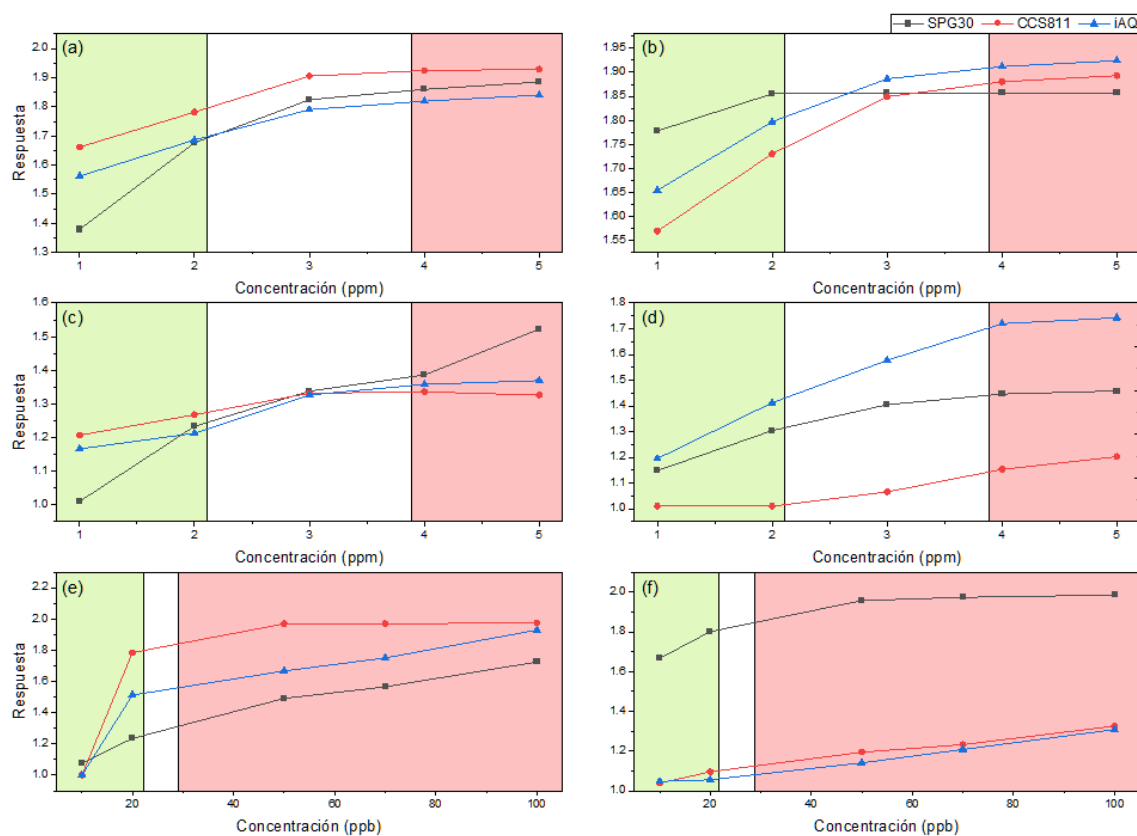 SPG30 CCS811 iAQ
(a)
Respuesta
2.0
1.9
1.8
1.7
1.6
1.5
1.4
1.3
1 2 3 4 5
Concentración (ppm)
(b)
1.95
1.90
1.85
1.80
1.75
1.70
1.65
1.60
1.55
1 2 3 4 5
Concentración (ppm)
(c)
Respuesta
1.6
1.5
1.4
1.3
1.2
1.1
1.0
1 2 3 4 5
Concentración (ppm)
(d)
1.8
1.7
1.6
1.5
1.4
1.3
1.2
1.1
1.0
1 2 3 4 5
Concentración (ppm)
(e)
Respuesta
2.2
2.0
1.8
1.6
1.4
1.2
1.0
20 40 60 80 100
Concentración (ppb)
(f)
2.0
1.8
1.6
1.4
1.2
1.0
20 40 60 80 100
Concentración (ppb)